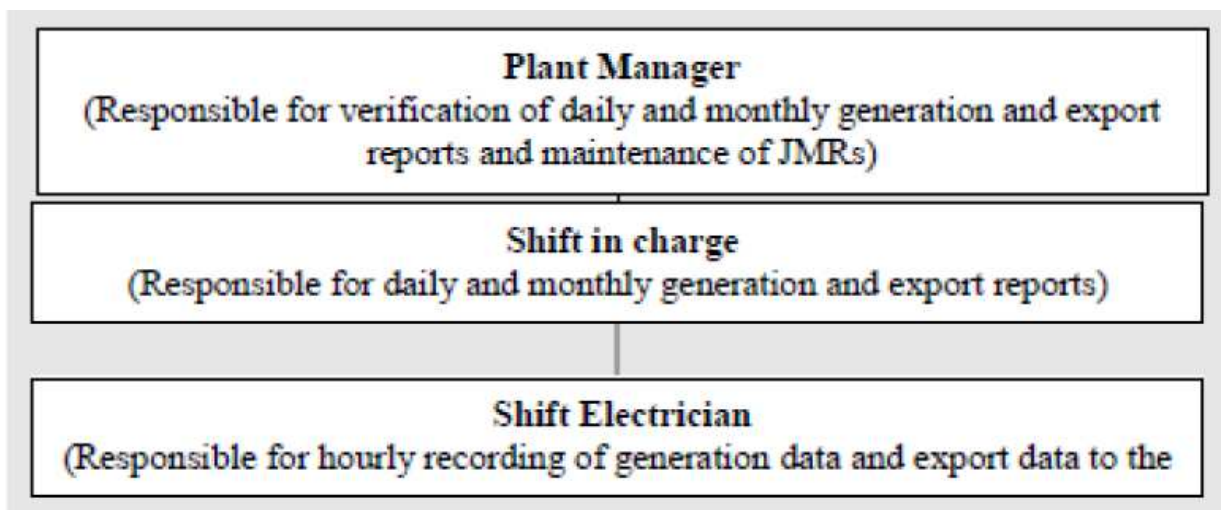 Plant Manager
(Responsible for verification of daily and monthly generation and export
reports and maintenance of JMRs)
Shift in charge
(Responsible for daily and monthly generation and export reports)
Shift Electrician
(Responsible for hourly recording of generation data and export data to the